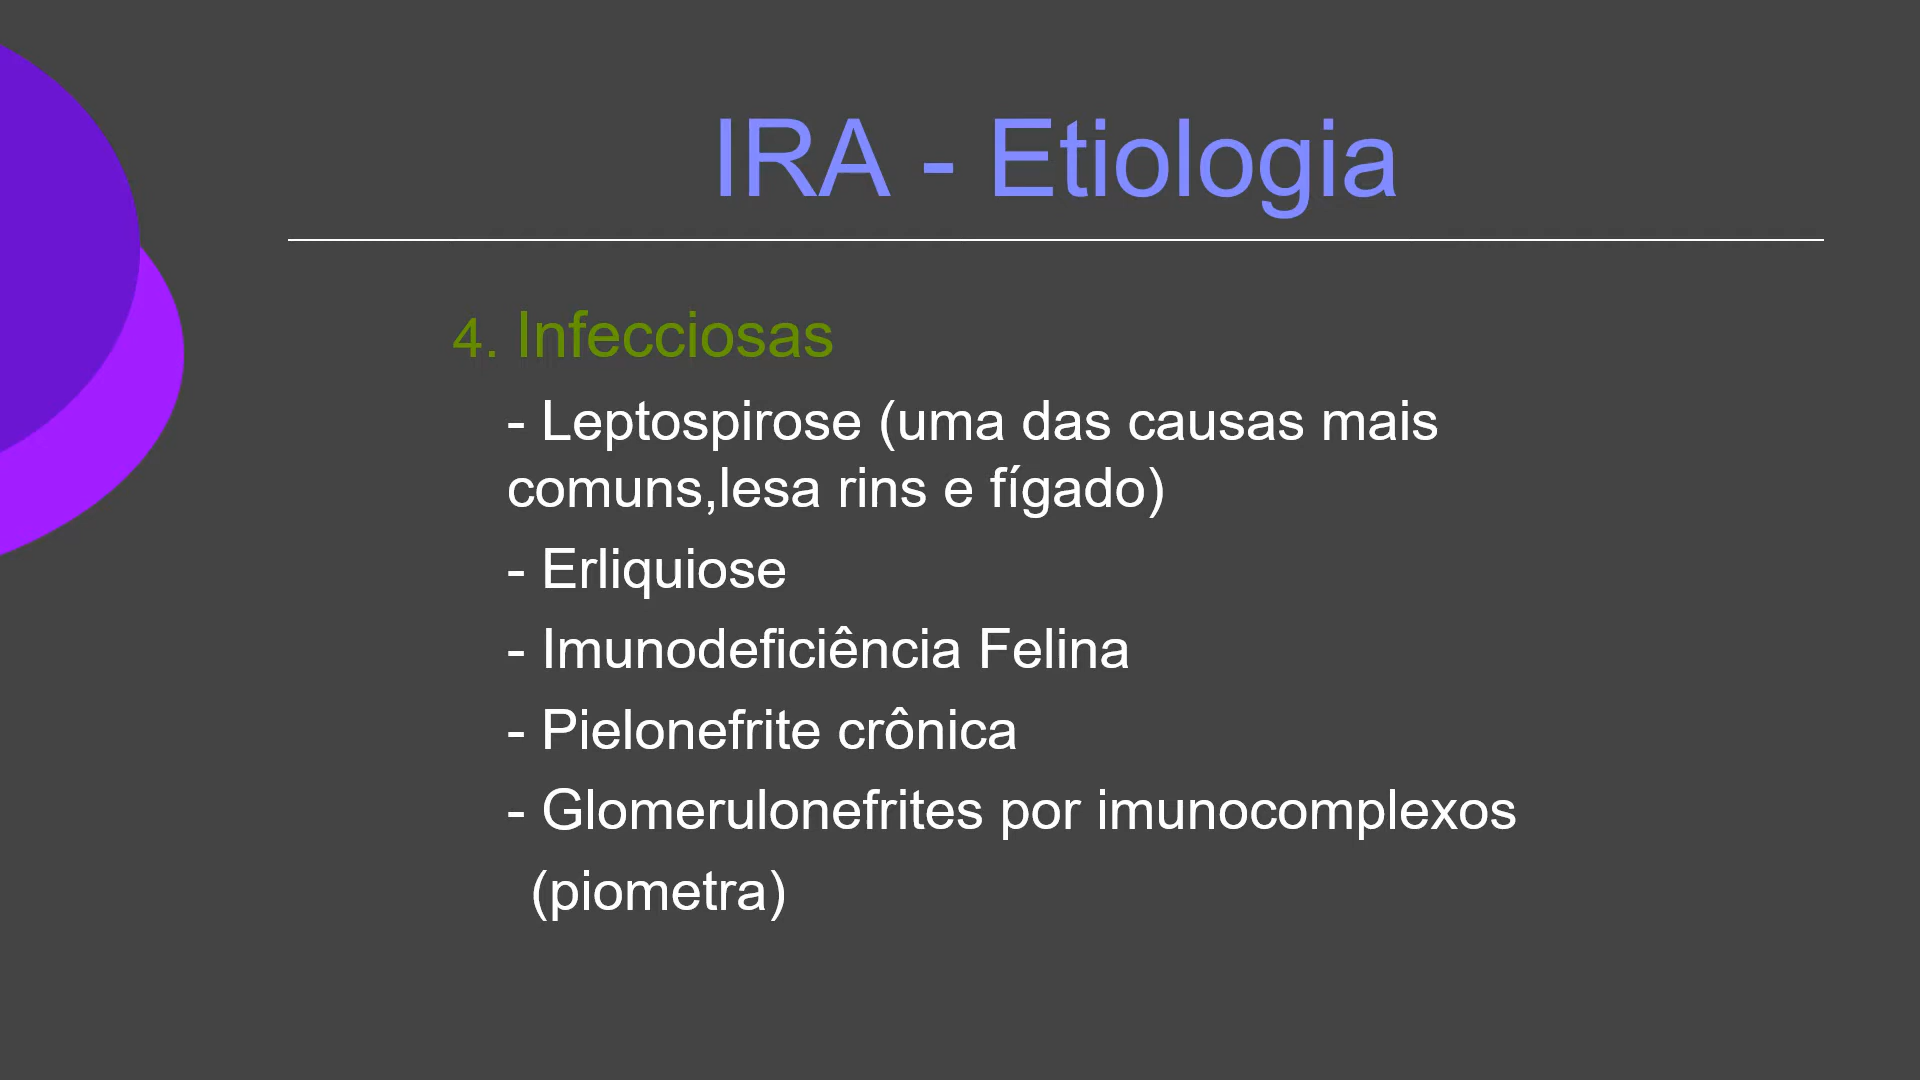 IRA - Etiologia
4. Infecciosas
- Leptospirose (uma das causas mais
comuns,lesa rins e fígado)
- Erliquiose
- Imunodeficiência Felina
- Pielonefrite crônica
- Glomerulonefrites por imunocomplexos
(piometra)